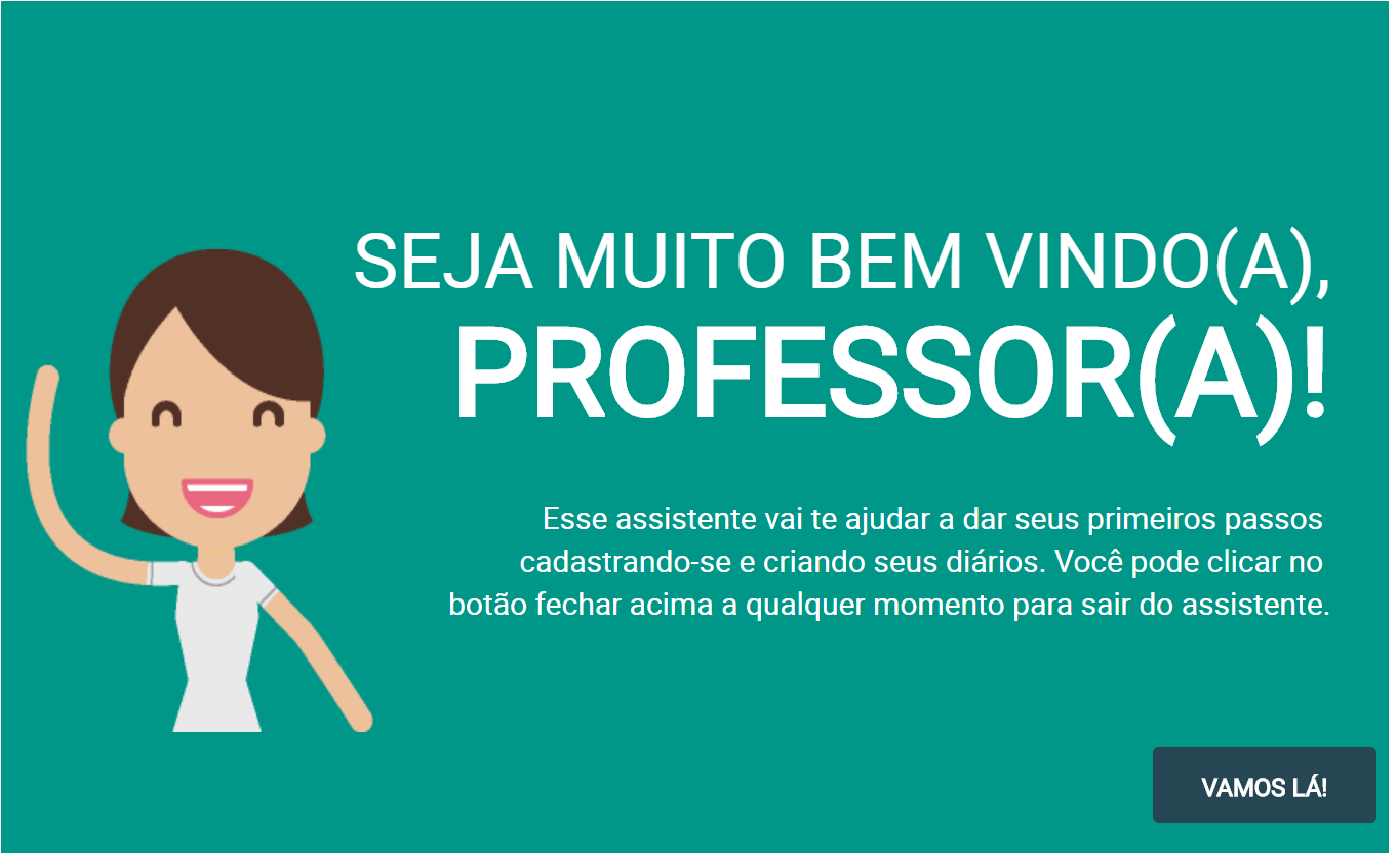 SEJA MUITO BEM VINDO(A),
PROFESSOR(A)!
Esse assistente vai te ajudar a dar seus primeiros passos
cadastrando-se e criando seus diários. Você pode clicar no
botão fechar acima a qualquer momento para sair do assistente.
VAMOS LÁ!